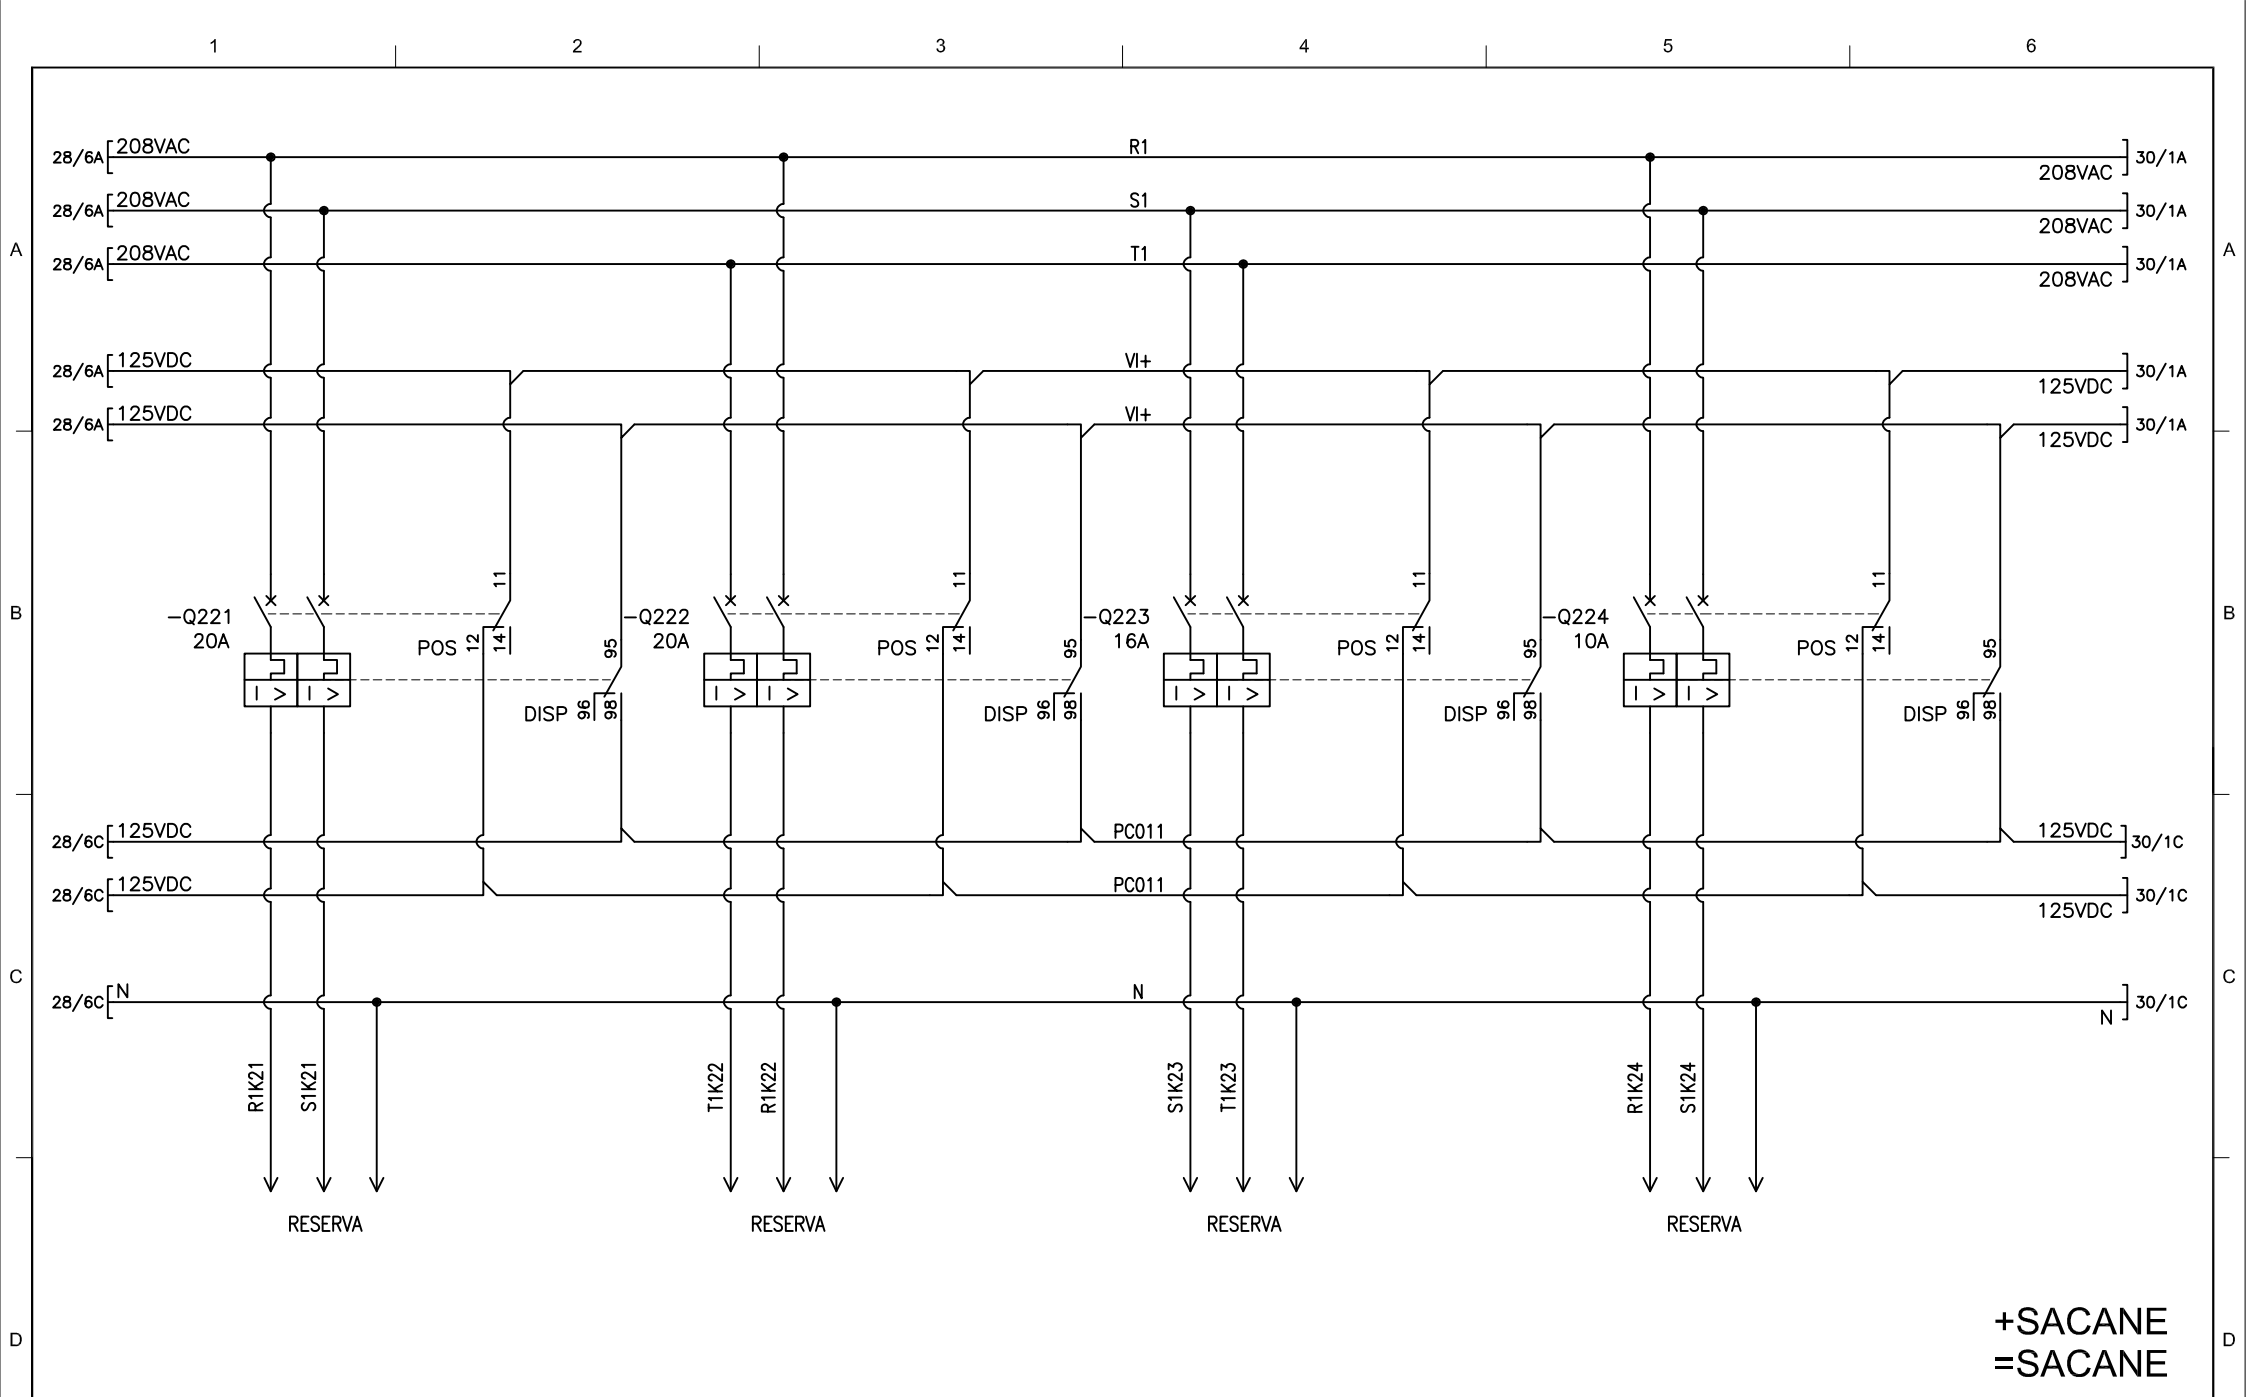 1 2 3 4 5 6
28/6A 208VAC R1 208VAC 30/1A
28/6A 208VAC S1 208VAC 30/1A
A A
28/6A 208VAC T1 208VAC 30/1A
28/6A 125VDC VI+ 125VDC 30/1A
28/6A 125VDC VI+ 125VDC 30/1A
11 11 11 11
B B
-Q221 -Q222 -Q223 -Q224
20A 20A 16A 10A
POS 12 14 95 POS 12 14 95 POS 12 14 95 POS 12 14 95
I > I > I > I > I > I > I > I >
DISP 96 98 DISP 96 98 DISP 96 98 DISP 96 98
28/6C 125VDC PC011 125VDC 30/1C
28/6C 125VDC PC011 125VDC 30/1C
C C
28/6C N N N 30/1C
R1K21 S1K21 T1K22 R1K22 S1K23 T1K23 R1K24 S1K24
RESERVA RESERVA RESERVA RESERVA
+SACANE
D D
=SACANE